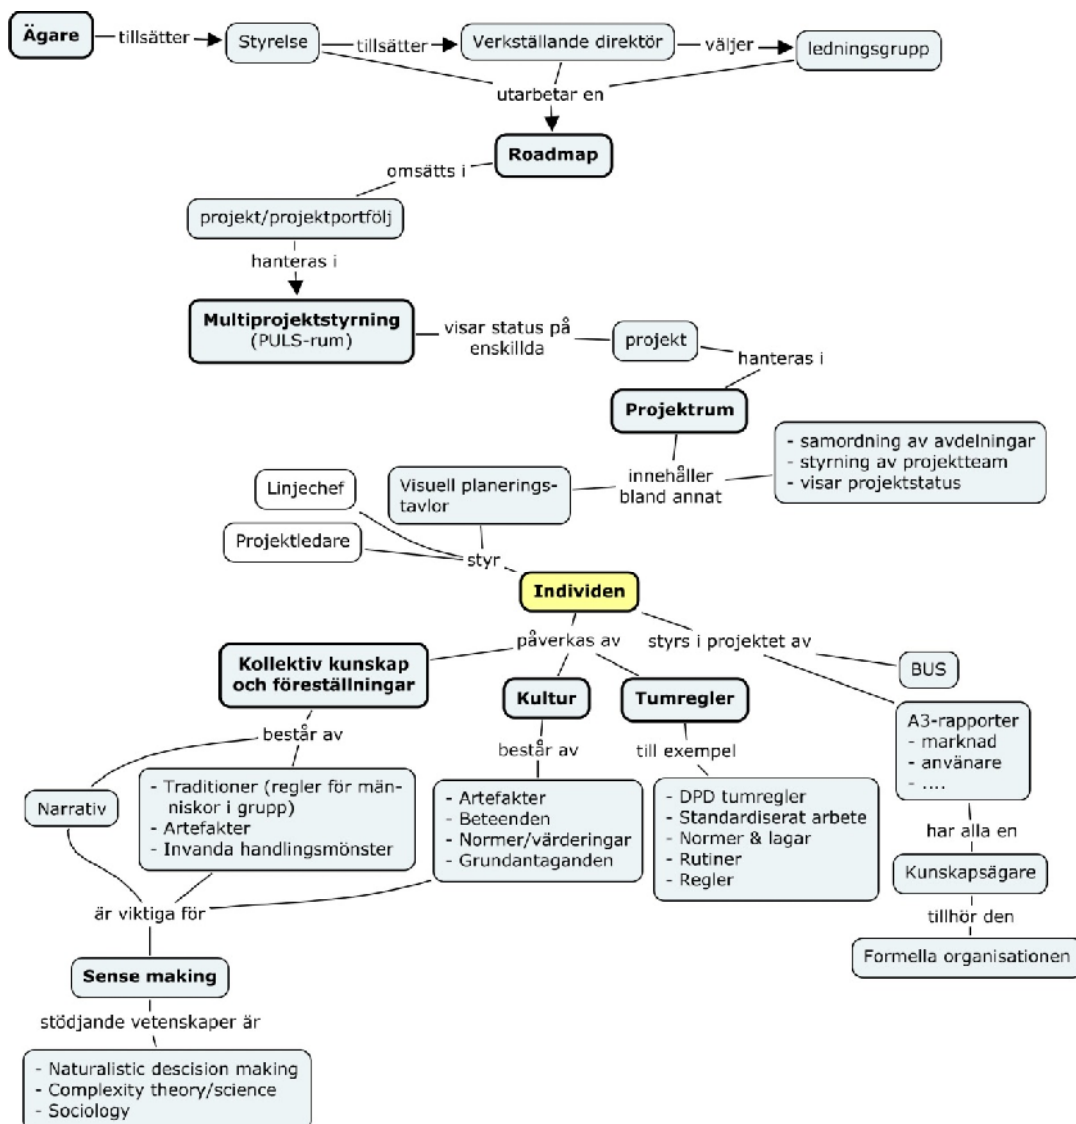 Ägare
tillsätter
Styrelse
tillsätter
Verkställande direktör
väljer
ledningsgrupp
utarbetar en
Roadmap
omsätts i
projekt/projektportfölj
hanteras i
Multiprojektstyrning
(PULS-rum)
visar status på
enskillda
projekt
hanteras i
Projektrum
innehåller
bland annat
- samordning av avdelningar
- styrning av projektteam
- visar projektstatus
Visuell planerings-
tavlor
Linjechef
Projektledare
styr
Individen
påverkas av
styrs i projektet av
Kollektiv kunskap
och föreställningar
Kultur
Tumregler
BUS
består av
består av
till exempel
A3-rapporter
- marknad
- användare
- ....
Narrativ
- Traditioner (regler för män-
niskor i grupp)
- Artefakter
- Invanda handlingsmönster
- Artefakter
- Beteenden
- Normer/värderingar
- Grundantaganden
- DPD tumregler
- Standardiserat arbete
- Normer & lagar
- Rutiner
- Regler
har alla en
Kunskapsägare
tillhör den
Formella organisationen
är viktiga för
Sense making
stödjande vetenskaper är
- Naturalistic descision making
- Complexity theory/science
- Sociology